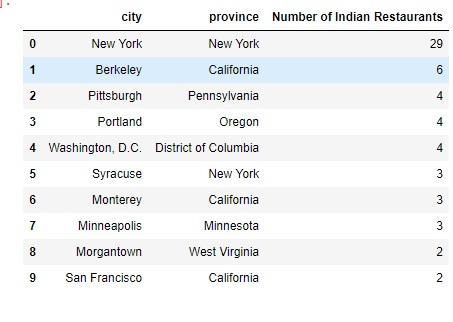 ]:
city province Number of Indian Restaurants
0 New York New York 29
1 Berkeley California 6
2 Pittsburgh Pennsylvania 4
3 Portland Oregon 4
4 Washington, D.C. District of Columbia 4
5 Syracuse New York 3
6 Monterey California 3
7 Minneapolis Minnesota 3
8 Morgantown West Virginia 2
9 San Francisco California 2